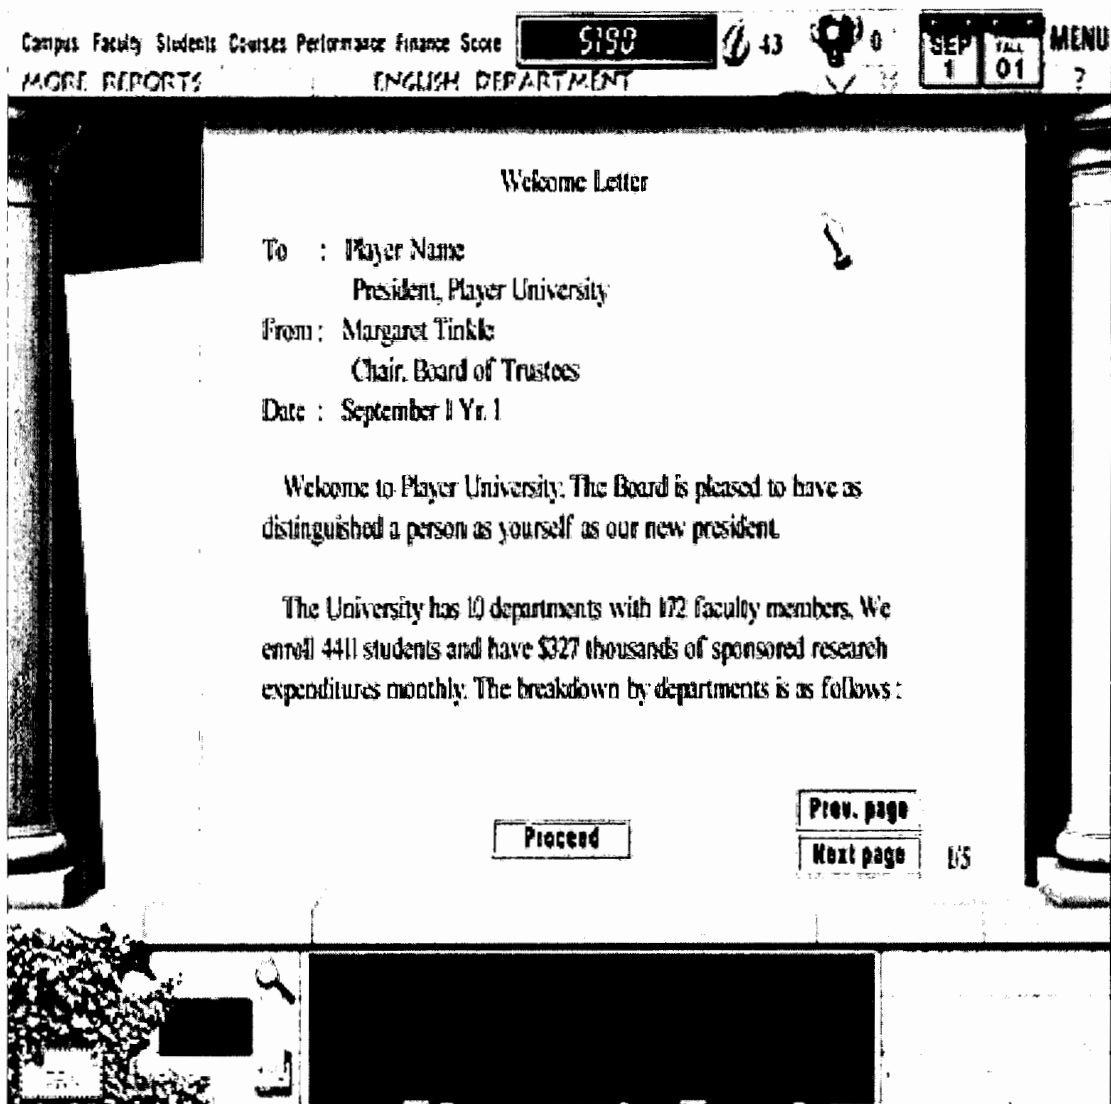 Campus Faculty Students Courses Performance Finance Score 5190 43 0 SEP 1 FALL 01 MENU
MORE REPORTS ENGLISH DEPARTMENT ?
Welcome Letter
To : Player Name
President, Player University
From : Margaret Tinkle
Chair, Board of Trustees
Date : September 1 Yr. 1
Welcome to Player University. The Board is pleased to have as
distinguished a person as yourself as our new president.
The University has 10 departments with 172 faculty members. We
enroll 4411 students and have $327 thousands of sponsored research
expenditures monthly. The breakdown by departments is as follows :
Prev. page
Proceed
Next page 1/5